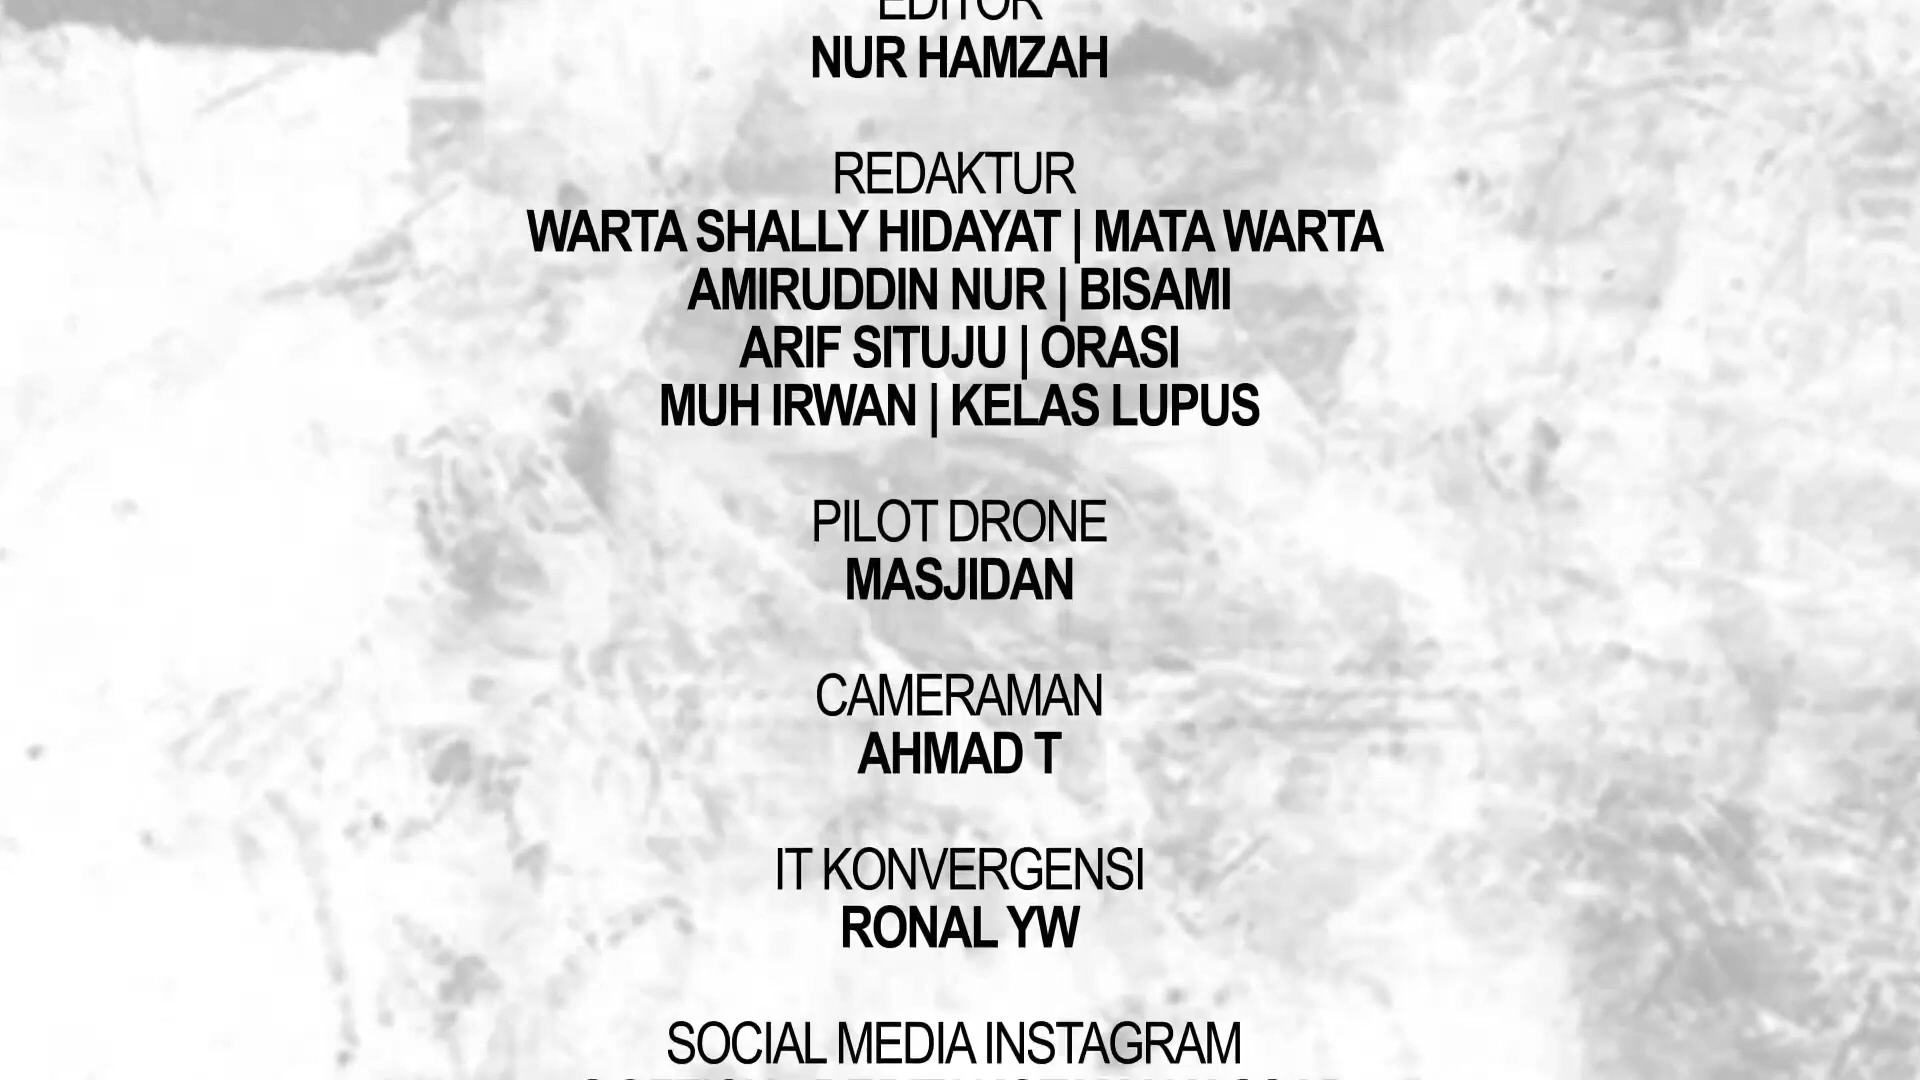 EDITOR
NUR HAMZAH
REDAKTUR
WARTA SHALLY HIDAYAT | MATA WARTA
AMIRUDDIN NUR | BISAMI
ARIF SITUJU | ORASI
MUH IRWAN | KELAS LUPUS
PILOT DRONE
MASJIDAN
CAMERAMAN
AHMAD T
IT KONVERGENSI
RONAL YW
SOCIAL MEDIA INSTAGRAM